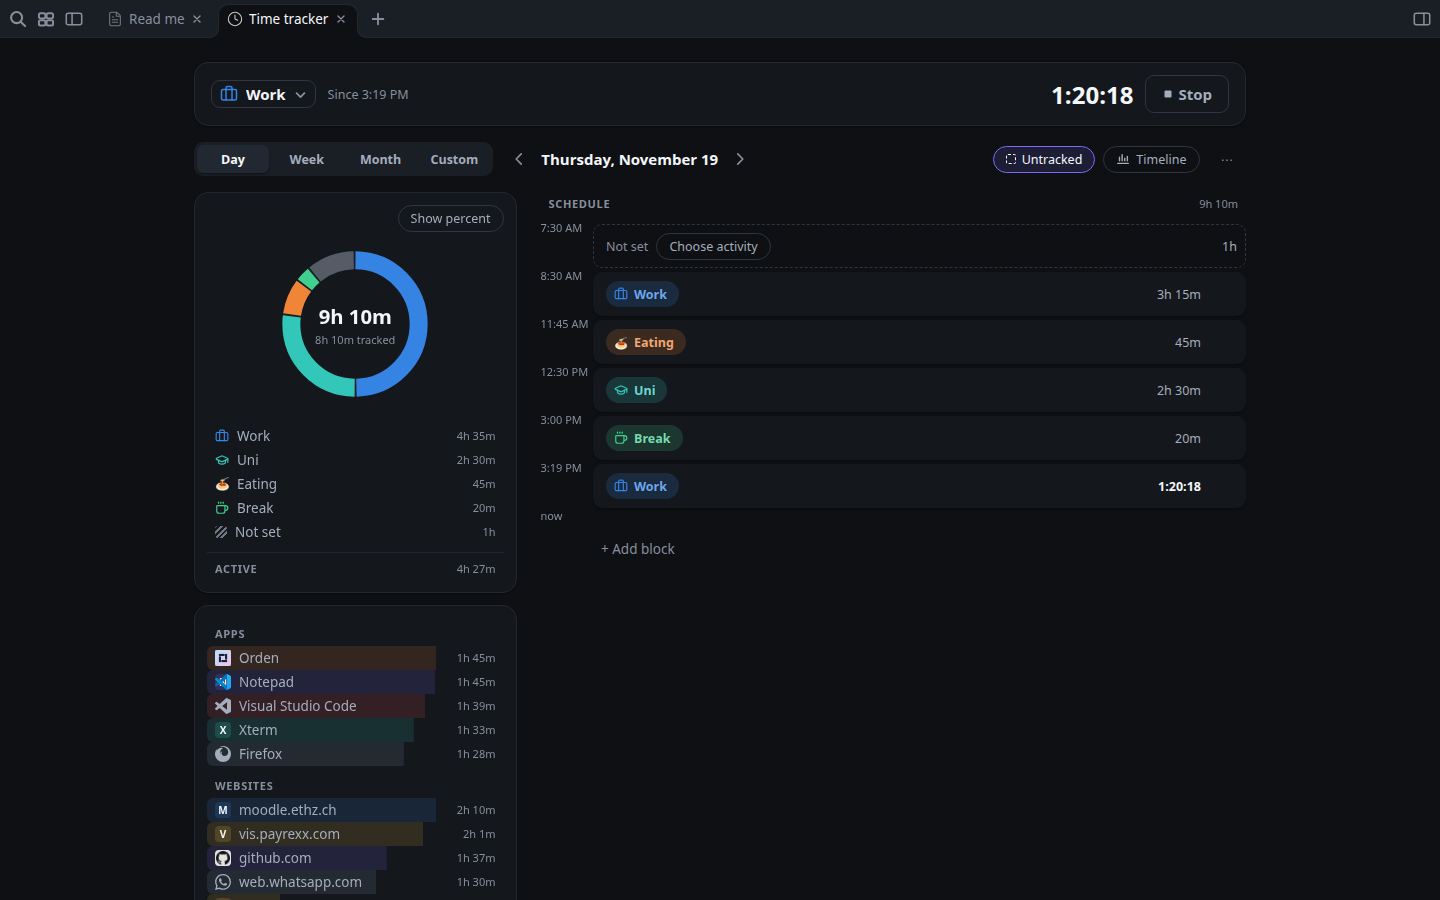 Read me
Time tracker
Work
Since 3:19 PM
1:20:18
Stop
Day
Week
Month
Custom
Thursday, November 19
Untracked
Timeline
...
Show percent
9h 10m
8h 10m tracked
Work 4h 35m
Uni 2h 30m
Eating 45m
Break 20m
Not set 1h
ACTIVE 4h 27m
APPS
Orden 1h 45m
Notepad 1h 45m
Visual Studio Code 1h 39m
X Xterm 1h 33m
Firefox 1h 28m
WEBSITES
M moodle.ethz.ch 2h 10m
V vis.payrexx.com 2h 1m
github.com 1h 37m
web.whatsapp.com 1h 30m
SCHEDULE 9h 10m
7:30 AM
Not set Choose activity 1h
8:30 AM
Work 3h 15m
11:45 AM
Eating 45m
12:30 PM
Uni 2h 30m
3:00 PM
Break 20m
3:19 PM
Work 1:20:18
now
+ Add block